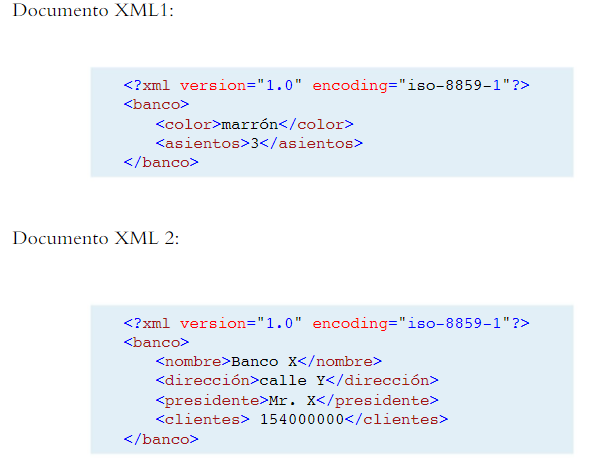 Documento XML1:
<?xml version="1.0" encoding="iso-8859-1"?>
<banco>
<color>marrón</color>
<asientos>3</asientos>
</banco>
Documento XML 2:
<?xml version="1.0" encoding="iso-8859-1"?>
<banco>
<nombre>Banco X</nombre>
<dirección>calle Y</dirección>
<presidente>Mr. X</presidente>
<clientes> 154000000</clientes>
</banco>